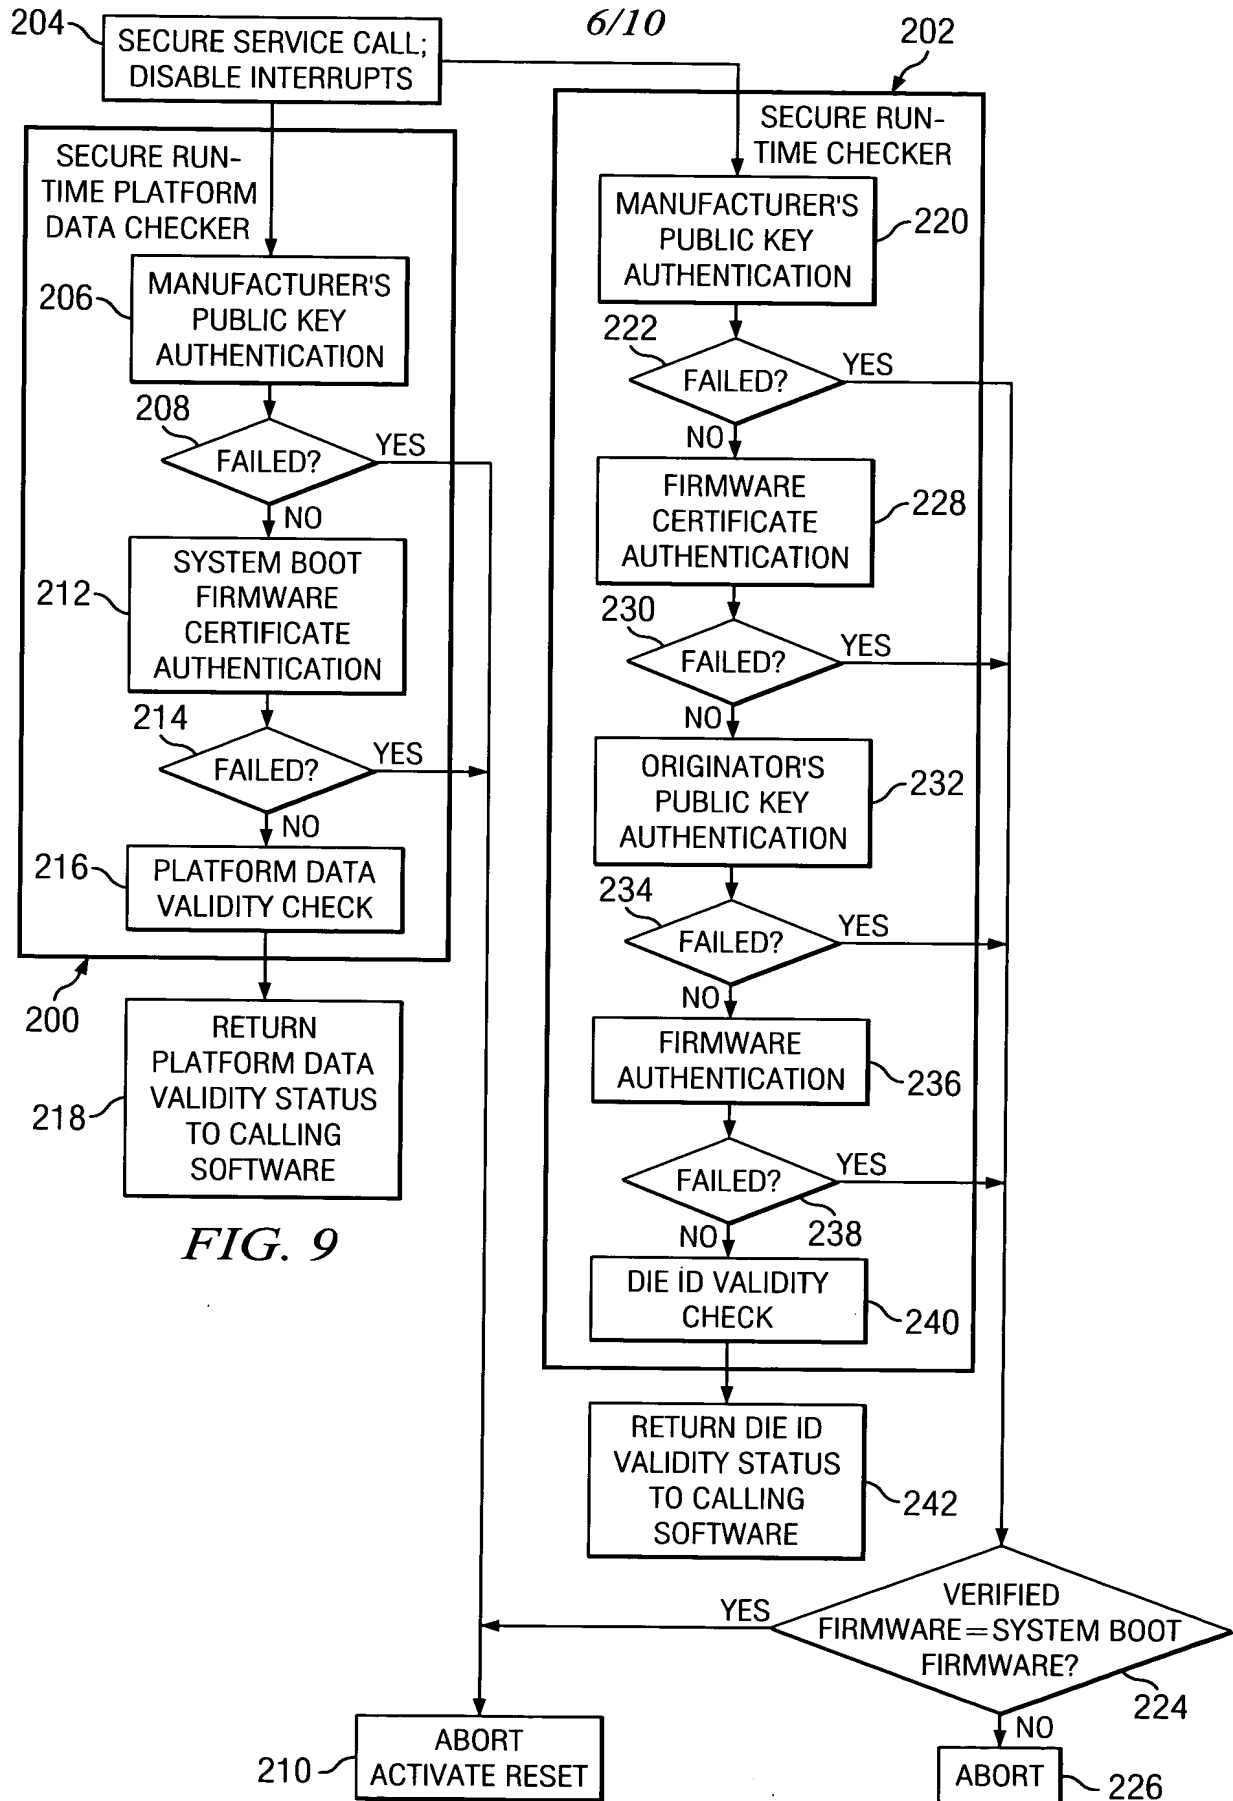 6/10
204
SECURE SERVICE CALL;
DISABLE INTERRUPTS
SECURE RUN-
TIME PLATFORM
DATA CHECKER
206
MANUFACTURER'S
PUBLIC KEY
AUTHENTICATION
208
FAILED?
YES
NO
212
SYSTEM BOOT
FIRMWARE
CERTIFICATE
AUTHENTICATION
214
FAILED?
YES
NO
216
PLATFORM DATA
VALIDITY CHECK
200
218
RETURN
PLATFORM DATA
VALIDITY STATUS
TO CALLING
SOFTWARE
FIG. 9
202
SECURE RUN-
TIME CHECKER
MANUFACTURER'S
PUBLIC KEY
AUTHENTICATION
220
222
FAILED?
YES
NO
FIRMWARE
CERTIFICATE
AUTHENTICATION
228
230
FAILED?
YES
NO
ORIGINATOR'S
PUBLIC KEY
AUTHENTICATION
232
234
FAILED?
YES
NO
FIRMWARE
AUTHENTICATION
236
FAILED?
YES
238
NO
DIE ID VALIDITY
CHECK
240
RETURN DIE ID
VALIDITY STATUS
TO CALLING
SOFTWARE
242
VERIFIED
FIRMWARE=SYSTEM BOOT
FIRMWARE?
YES
224
NO
210
ABORT
ACTIVATE RESET
ABORT
226